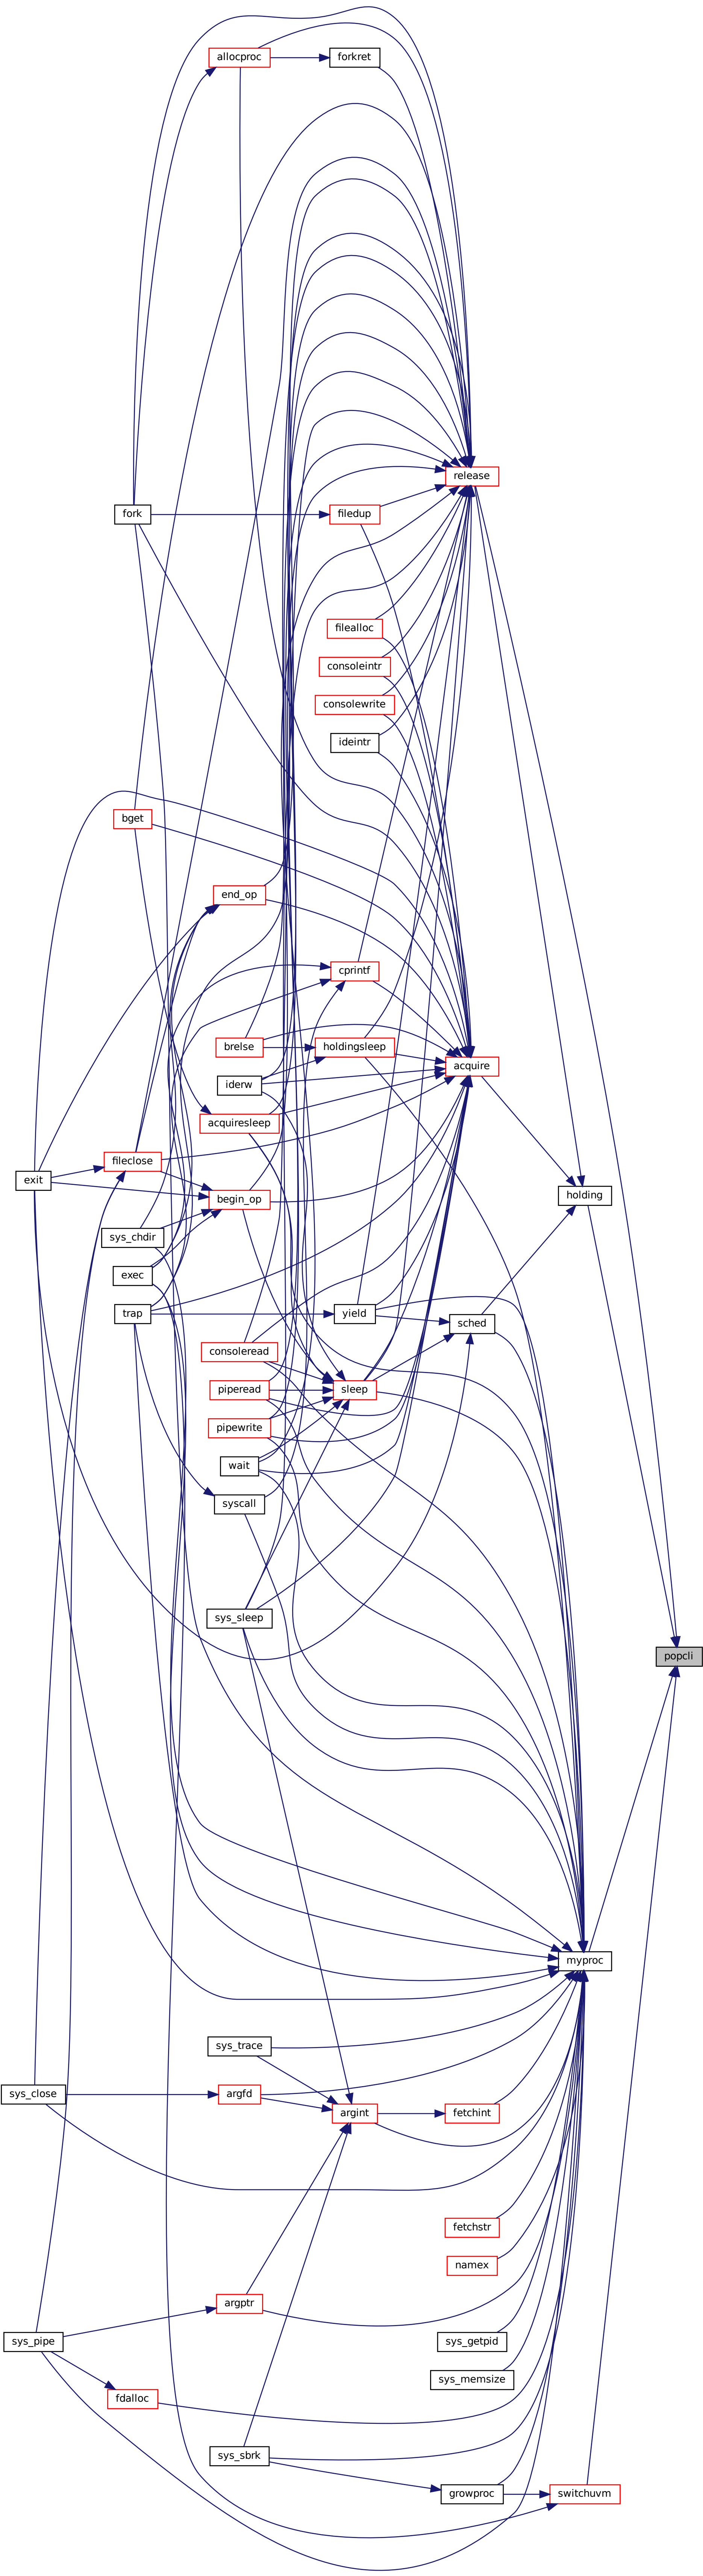 allocproc
forkret
release
fork
filedup
filealloc
consoleintr
consolewrite
ideintr
bget
end_op
cprintf
brelse
holdingsleep
acquire
iderw
acquiresleep
fileclose
exit
holding
begin_op
sys_chdir
exec
trap
yield
sched
consoleread
piperead
sleep
pipewrite
wait
syscall
sys_sleep
popcli
myproc
sys_trace
sys_close
argfd
argint
fetchint
fetchstr
namex
argptr
sys_pipe
sys_getpid
sys_memsize
fdalloc
sys_sbrk
growproc
switchuvm